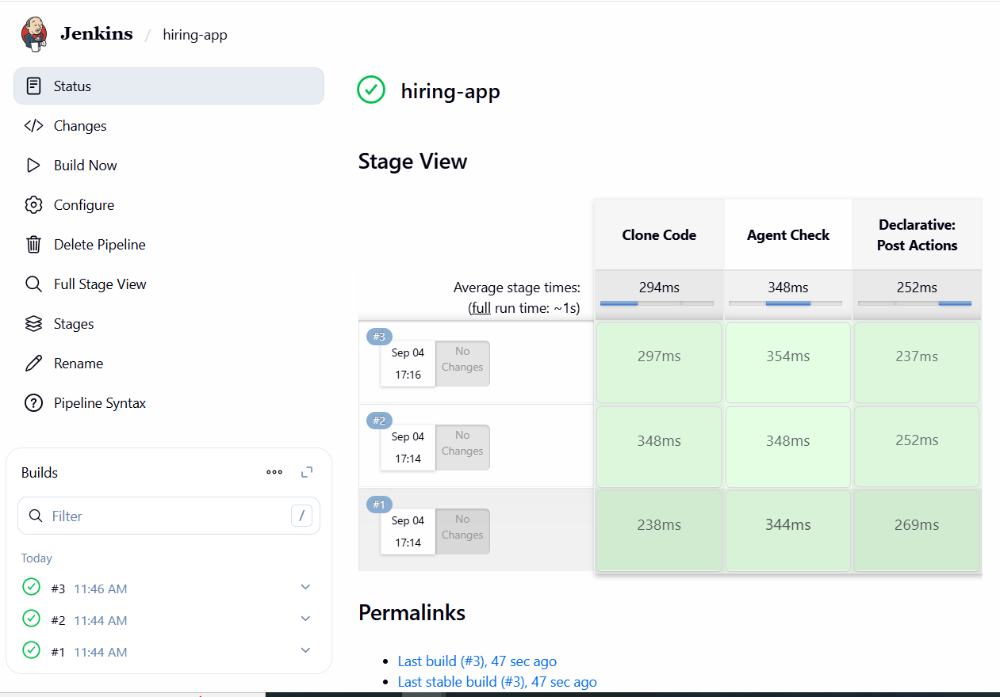 Jenkins / hiring-app
Status
Changes
Build Now
Configure
Delete Pipeline
Full Stage View
Stages
Rename
Pipeline Syntax
Builds
Filter /
Today
#3 11:46 AM
#2 11:44 AM
#1 11:44 AM
hiring-app
Stage View
Clone Code Agent Check Declarative:
Post Actions
Average stage times:
(full run time: ~1s)
294ms 348ms 252ms
#3
Sep 04
17:16
No
Changes
297ms 354ms 237ms
#2
Sep 04
17:14
No
Changes
348ms 348ms 252ms
#1
Sep 04
17:14
No
Changes
238ms 344ms 269ms
Permalinks
Last build (#3), 47 sec ago
Last stable build (#3), 47 sec ago